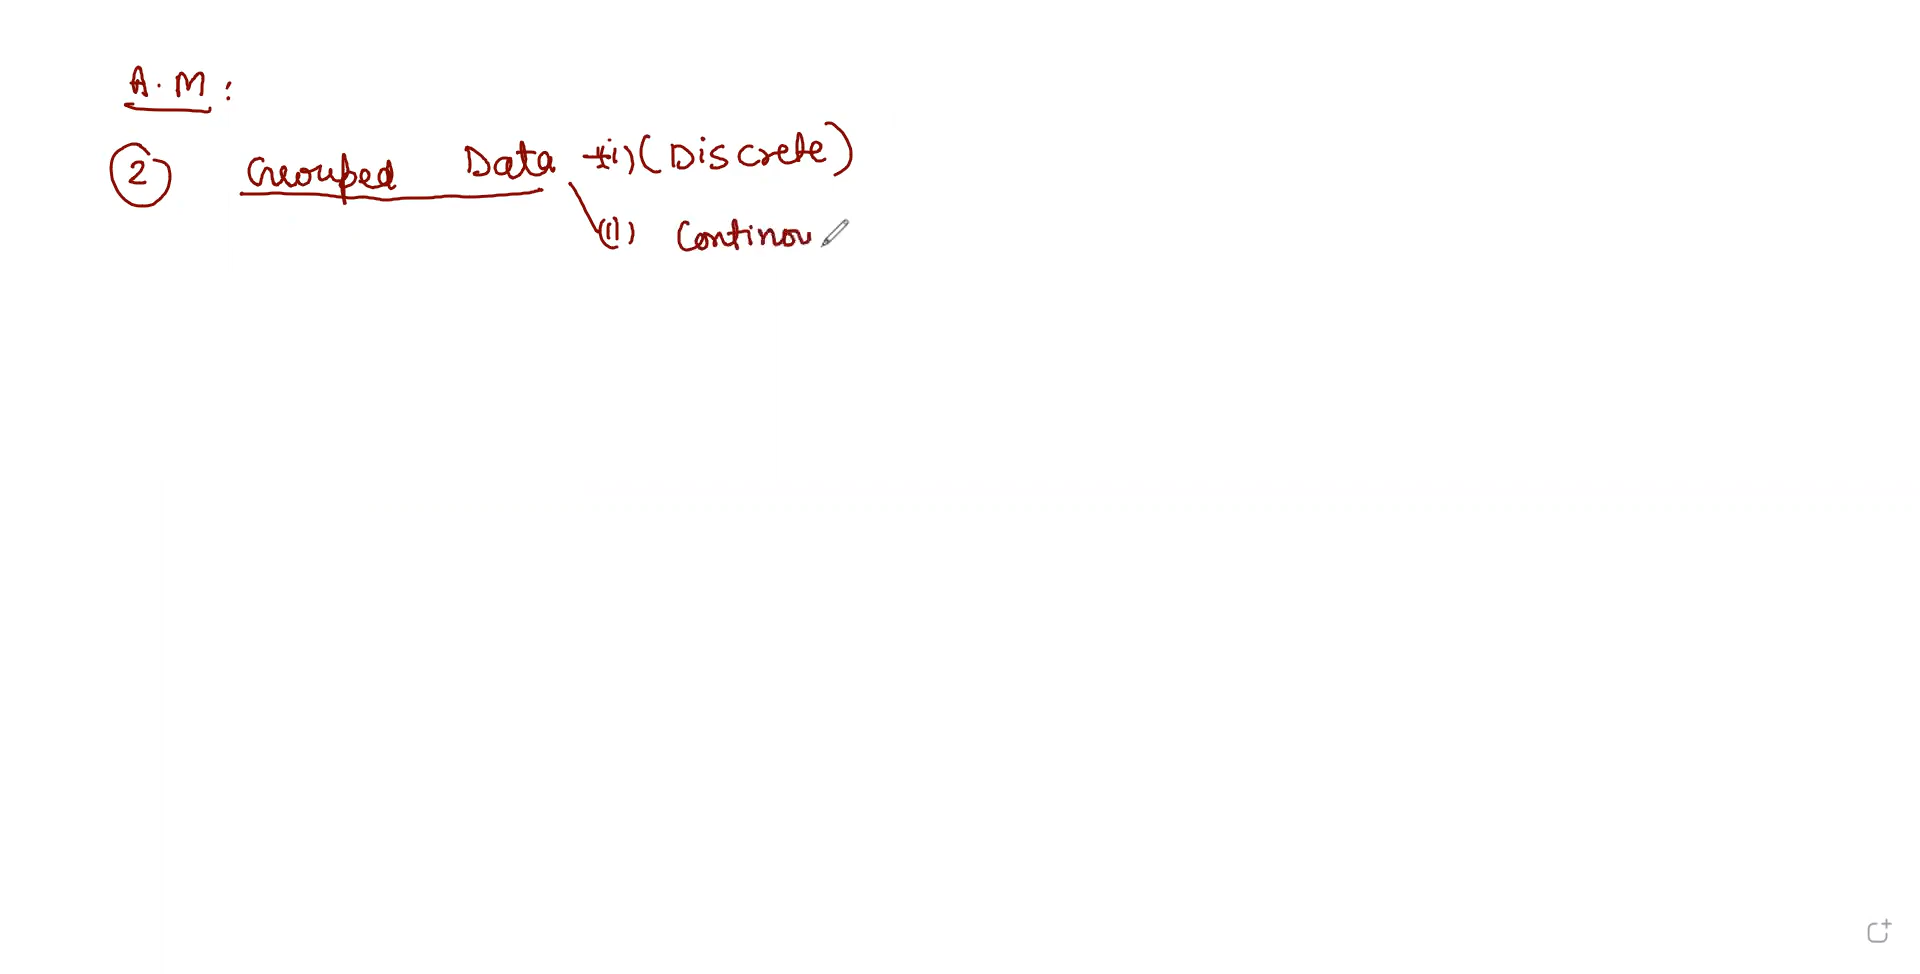 A.M :
② Grouped Data → (i) (Discrete)
(ii) Continou